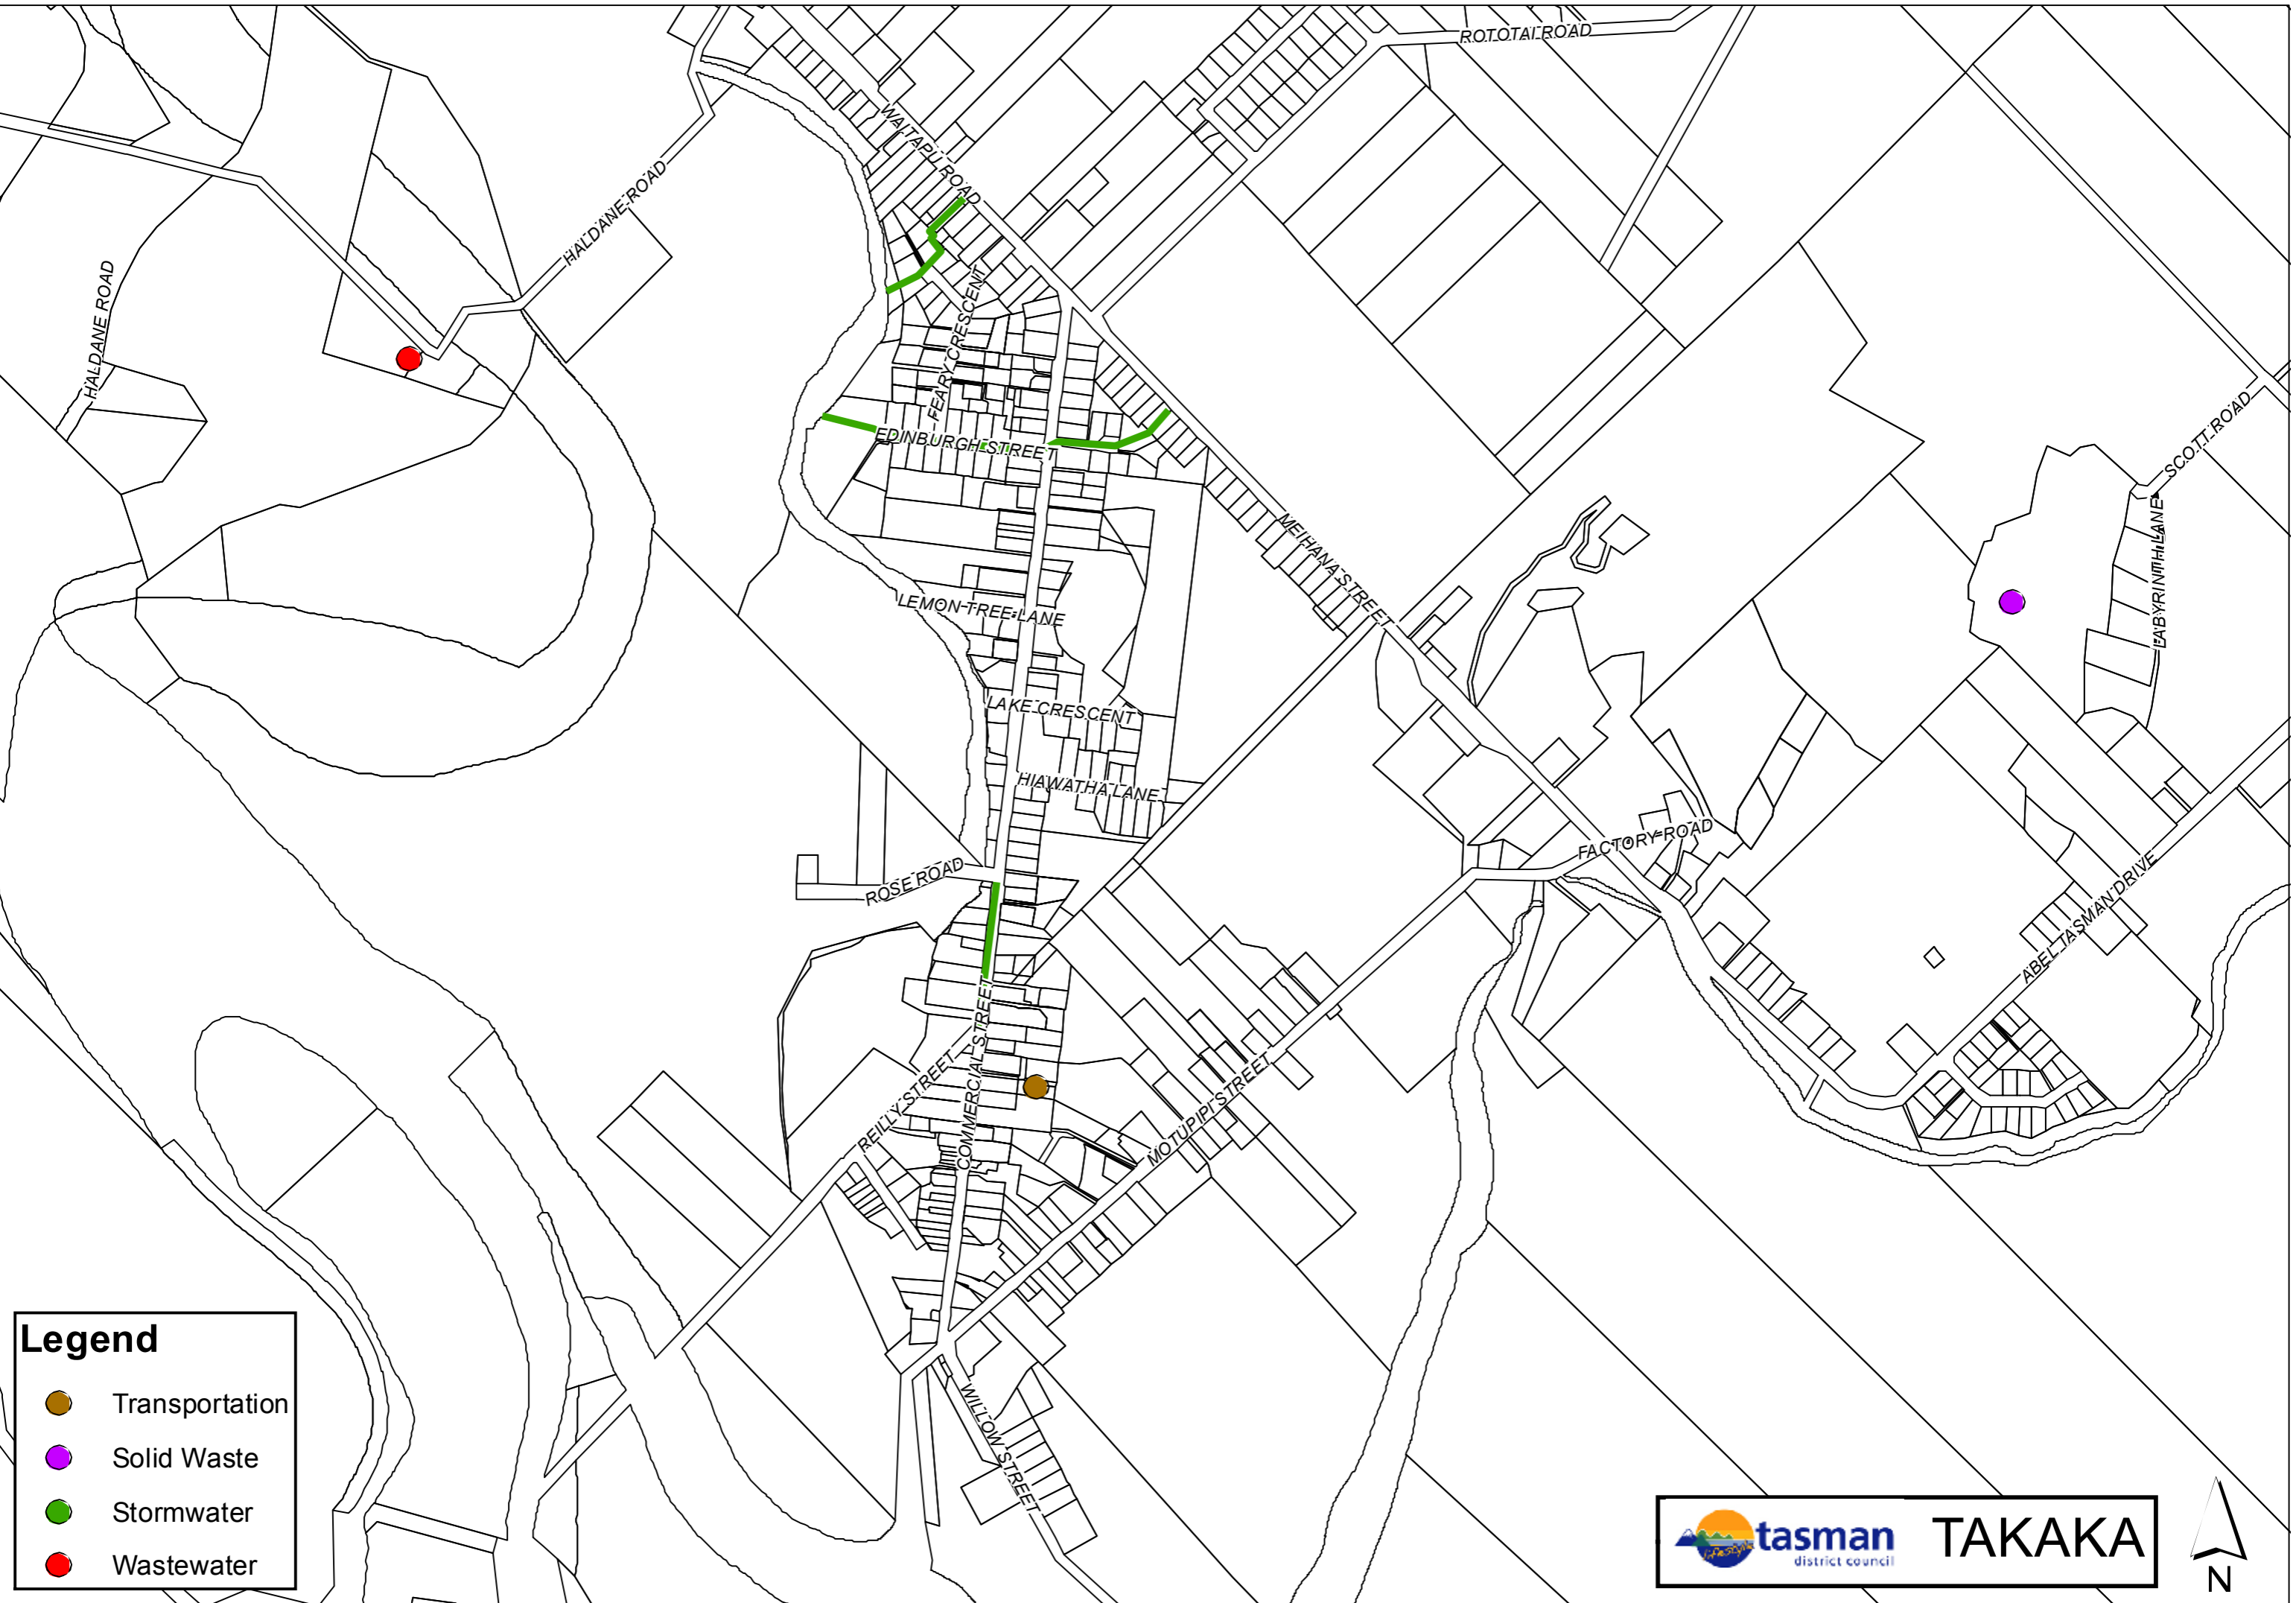 ROTOTAI ROAD
WAITAPU ROAD
HALDANE ROAD
HALDANE ROAD
FEARY CRESCENT
SCOTT ROAD
EDINBURGH STREET
MEIHANA STREET
LABYRINTH LANE
LEMON TREE LANE
LAKE CRESCENT
HIAWATHA LANE
FACTORY ROAD
ROSE ROAD
ABEL TASMAN DRIVE
COMMERCIAL STREET
REILLY STREET
MOTUPIPI STREET
WILLOW STREET
Legend
Transportation
Solid Waste
Stormwater
Wastewater
tasman
district council
lifestyle
TAKAKA
N